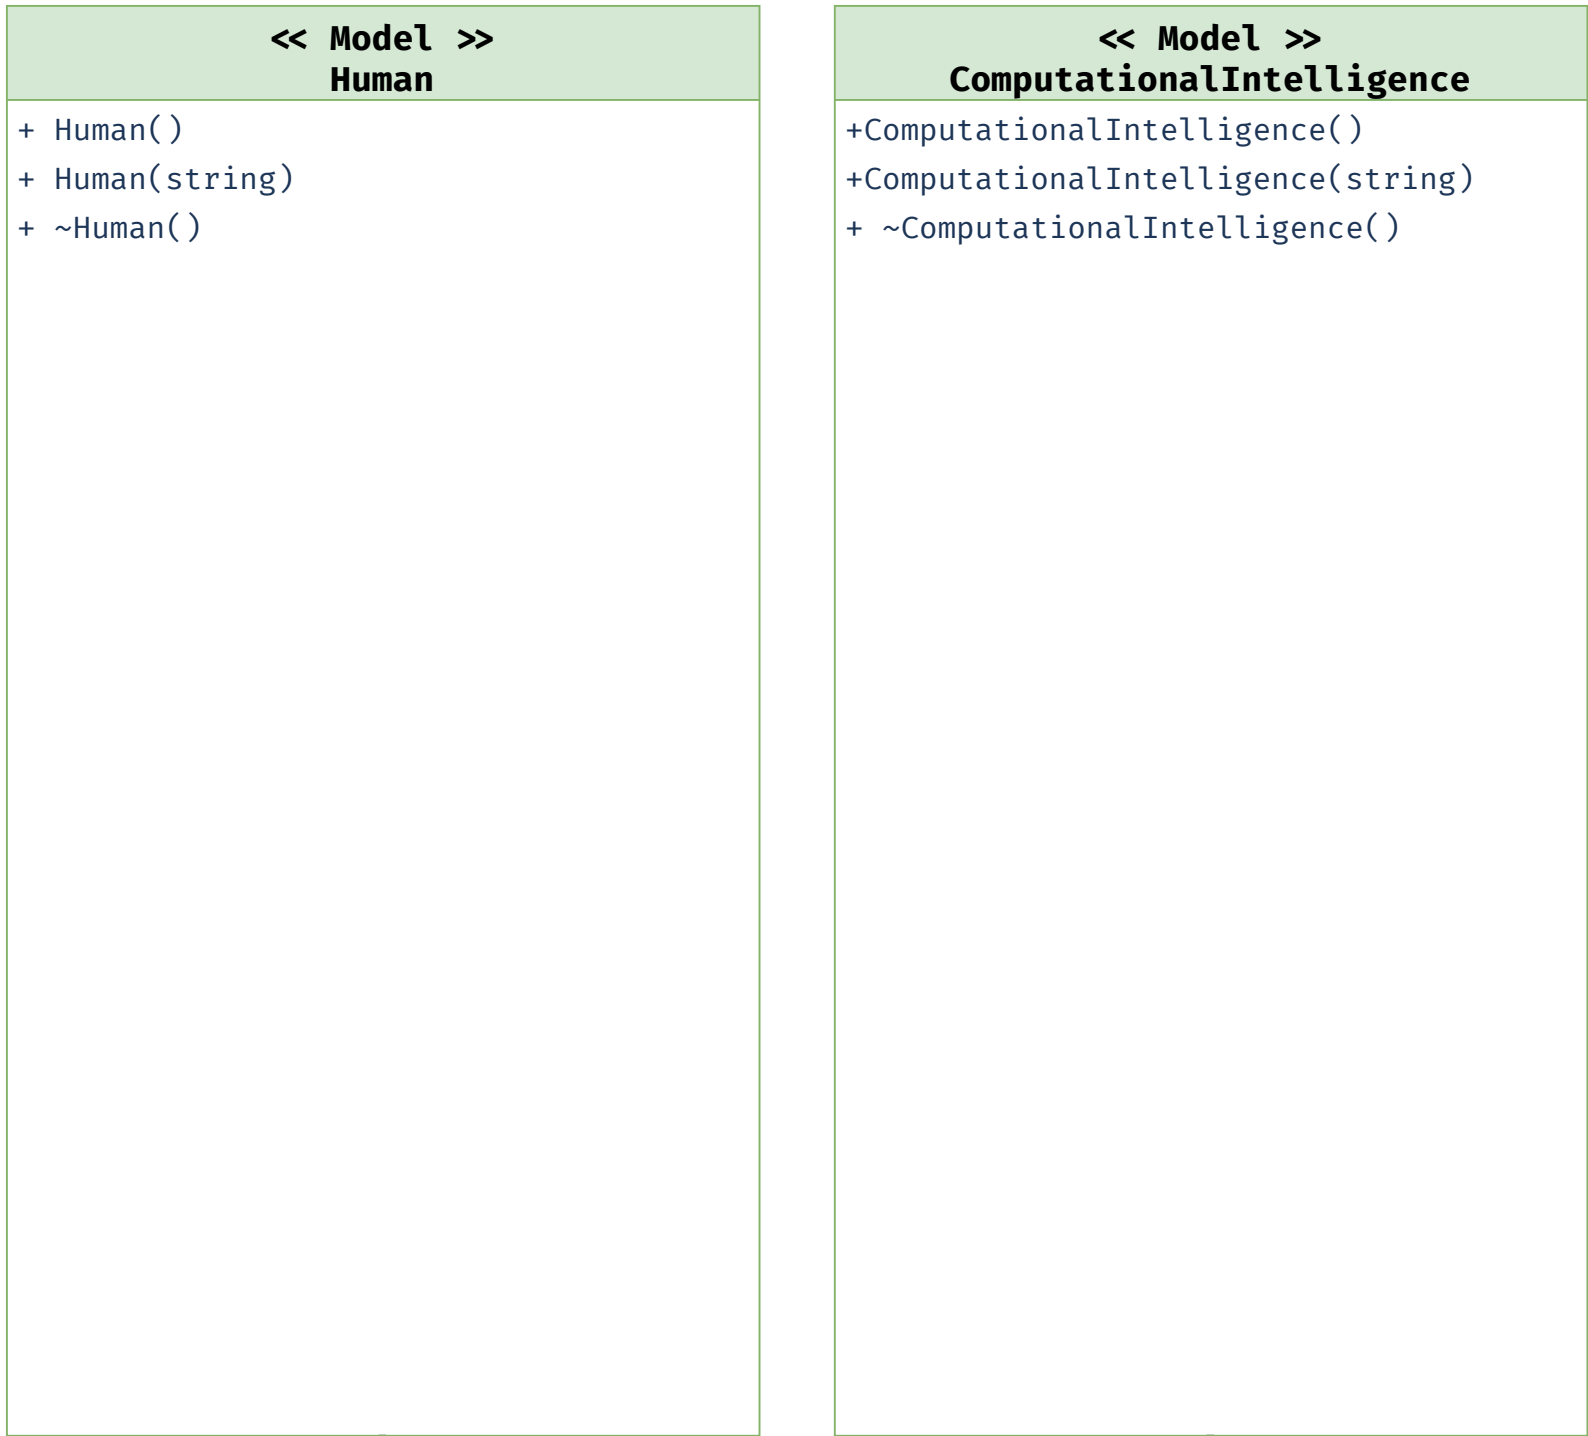 << Model >>
Human
+ Human()
+ Human(string)
+ ~Human()
<< Model >>
ComputationalIntelligence
+ComputationalIntelligence()
+ComputationalIntelligence(string)
+ ~ComputationalIntelligence()